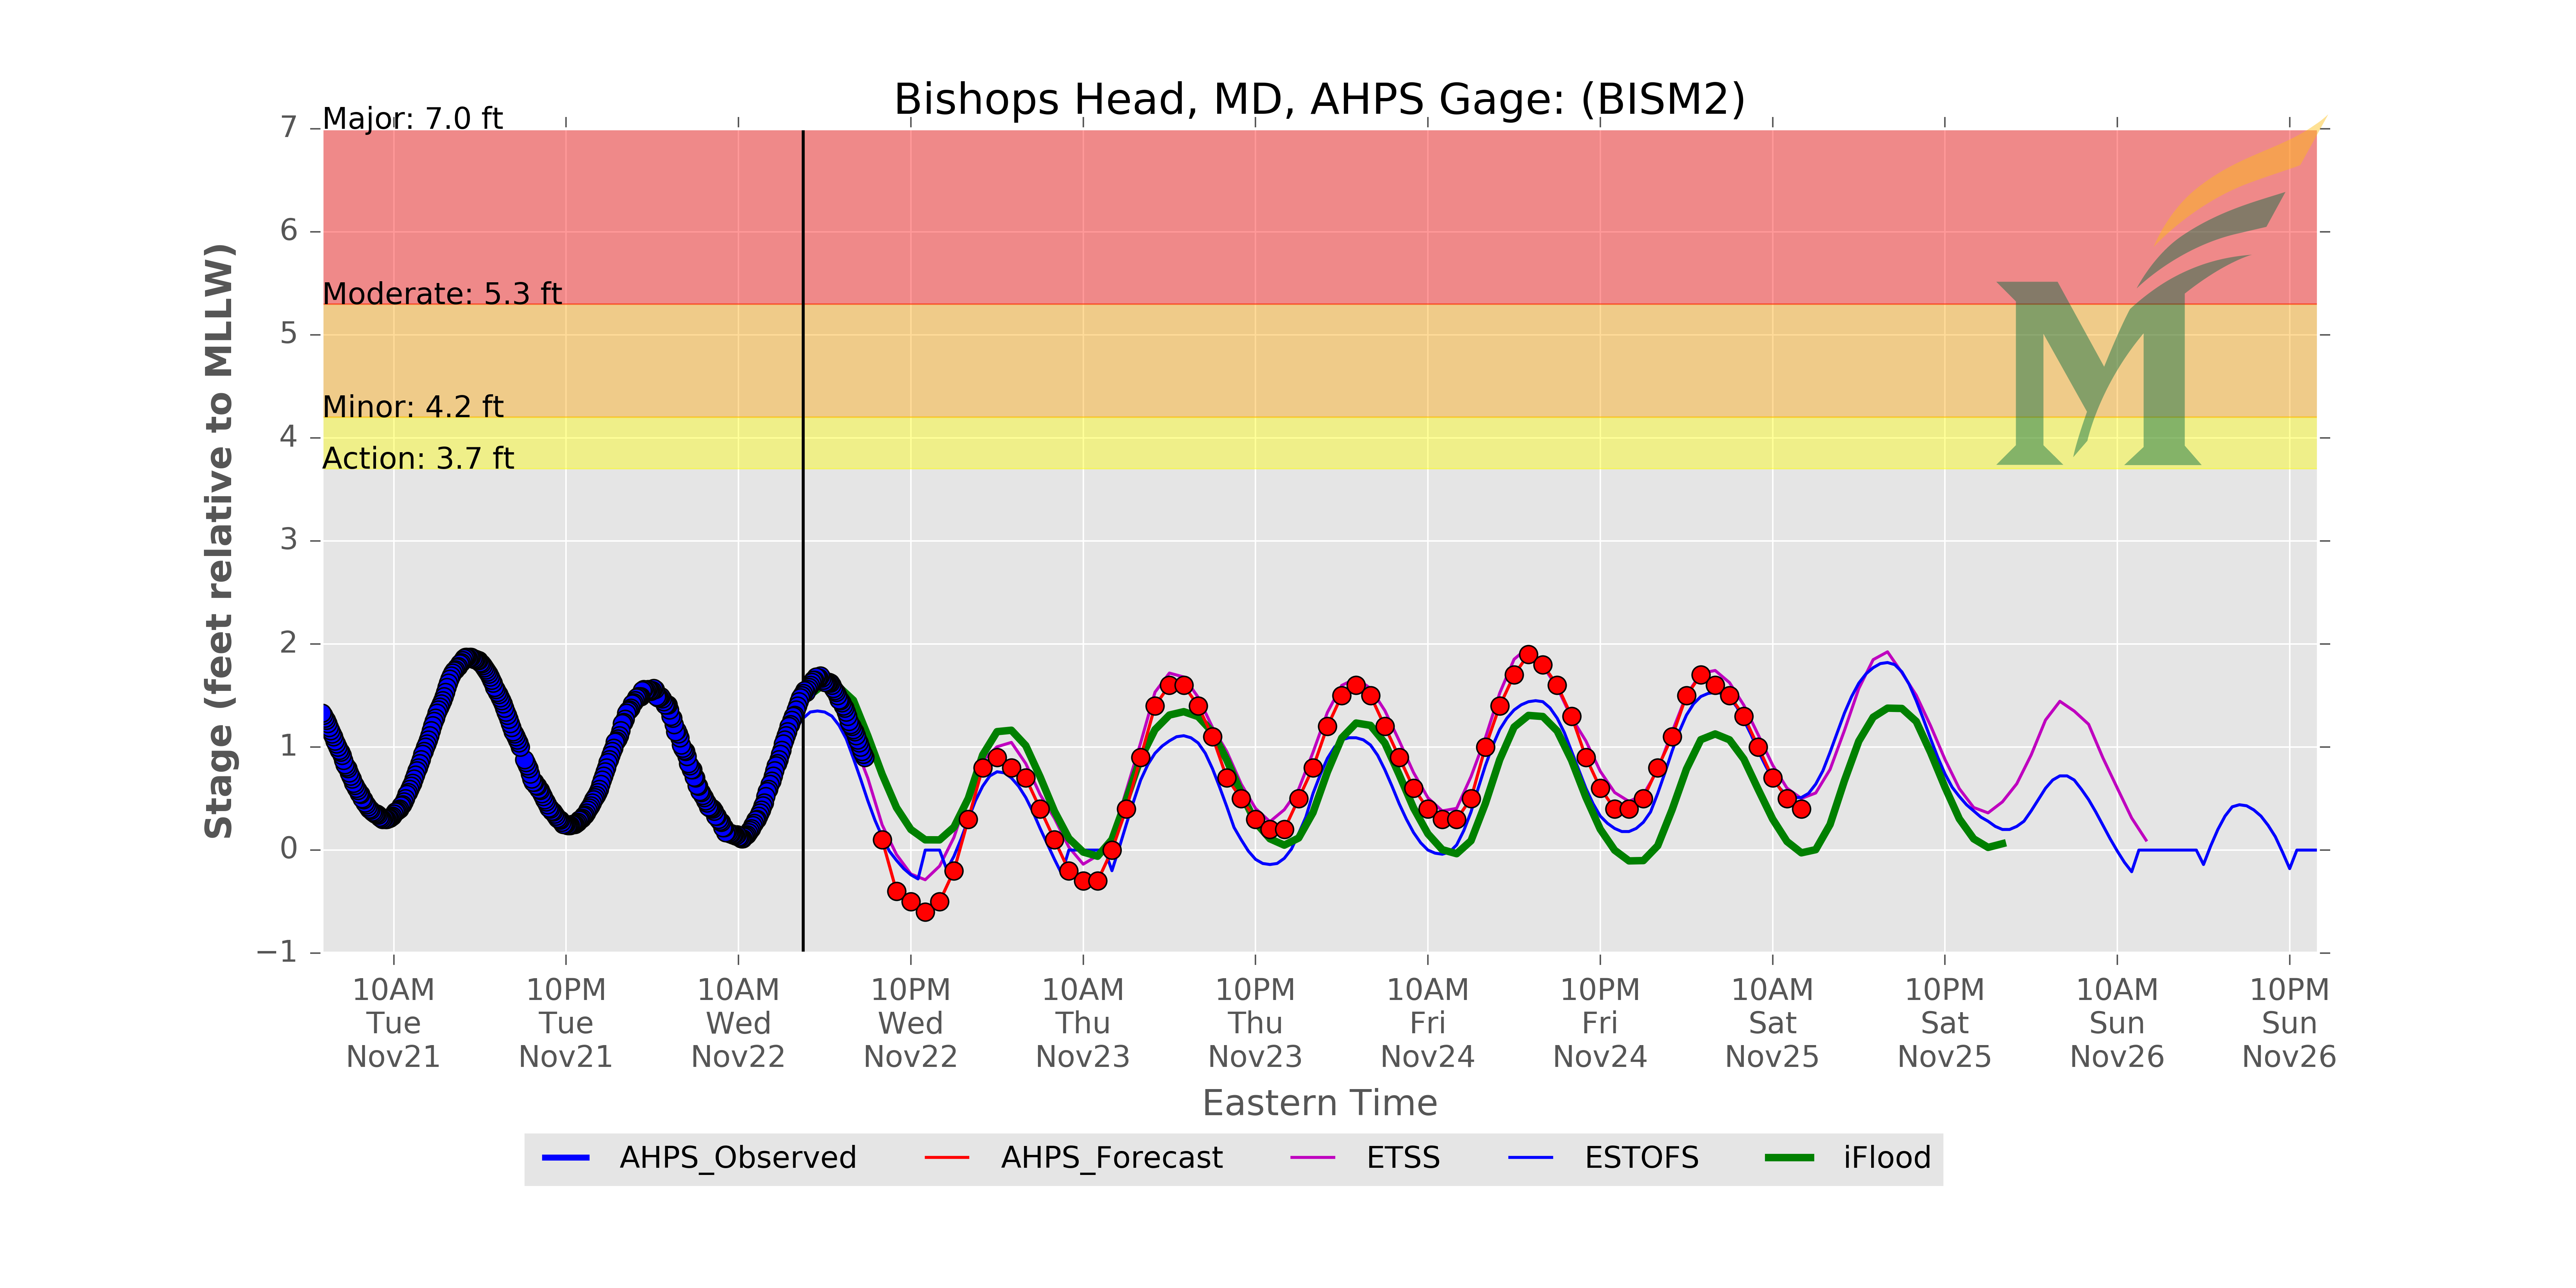 Bishops Head, MD, AHPS Gage: (BISM2)
Major: 7.0 ft
Moderate: 5.3 ft
Minor: 4.2 ft
Action: 3.7 ft
7
6
5
4
3
2
1
0
−1
Stage (feet relative to MLLW)
10AM
Tue
Nov21
10PM
Tue
Nov21
10AM
Wed
Nov22
10PM
Wed
Nov22
10AM
Thu
Nov23
10PM
Thu
Nov23
10AM
Fri
Nov24
10PM
Fri
Nov24
10AM
Sat
Nov25
10PM
Sat
Nov25
10AM
Sun
Nov26
10PM
Sun
Nov26
Eastern Time
AHPS_Observed
AHPS_Forecast
ETSS
ESTOFS
iFlood
M